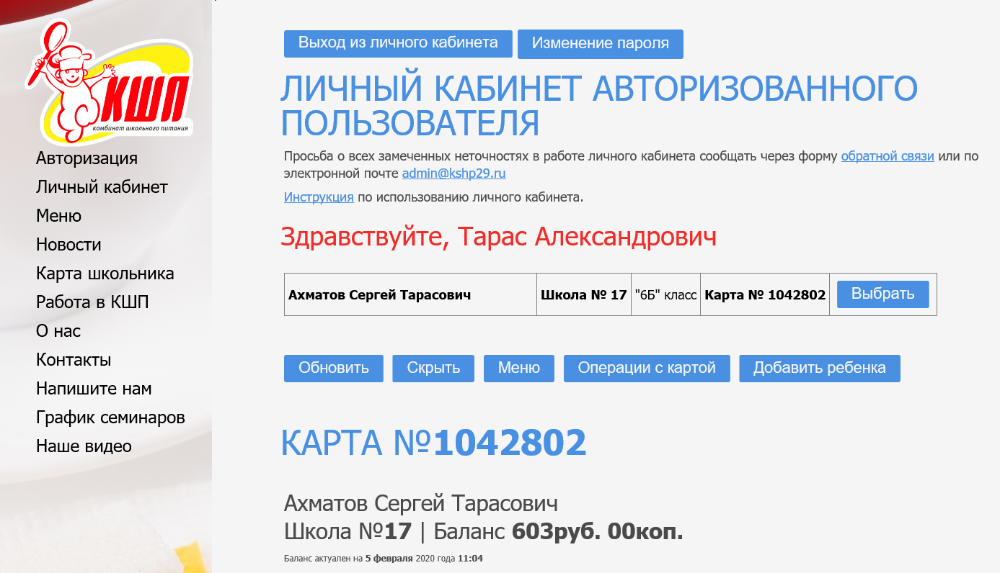 КШП
комбинат школьного питания
Авторизация
Личный кабинет
Меню
Новости
Карта школьника
Работа в КШП
О нас
Контакты
Напишите нам
График семинаров
Наше видео
Выход из личного кабинета Изменение пароля
ЛИЧНЫЙ КАБИНЕТ АВТОРИЗОВАННОГО
ПОЛЬЗОВАТЕЛЯ
Просьба о всех замеченных неточностях в работе личного кабинета сообщать через форму обратной связи или по
электронной почте admin@kshp29.ru
Инструкция по использованию личного кабинета.
Здравствуйте, Тарас Александрович
Ахматов Сергей Тарасович Школа № 17 "6Б" класс Карта № 1042802 Выбрать
Обновить Скрыть Меню Операции с картой Добавить ребенка
КАРТА №1042802
Ахматов Сергей Тарасович
Школа №17 | Баланс 603руб. 00коп.
Баланс актуален на 5 февраля 2020 года 11:04